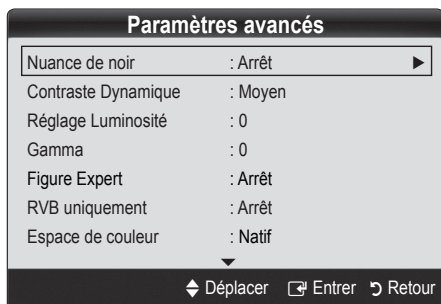 Paramètres avancés
Nuance de noir : Arrêt ►
Contraste Dynamique : Moyen
Réglage Luminosité : 0
Gamma : 0
Figure Expert : Arrêt
RVB uniquement : Arrêt
Espace de couleur : Natif
Déplacer Entrer Retour